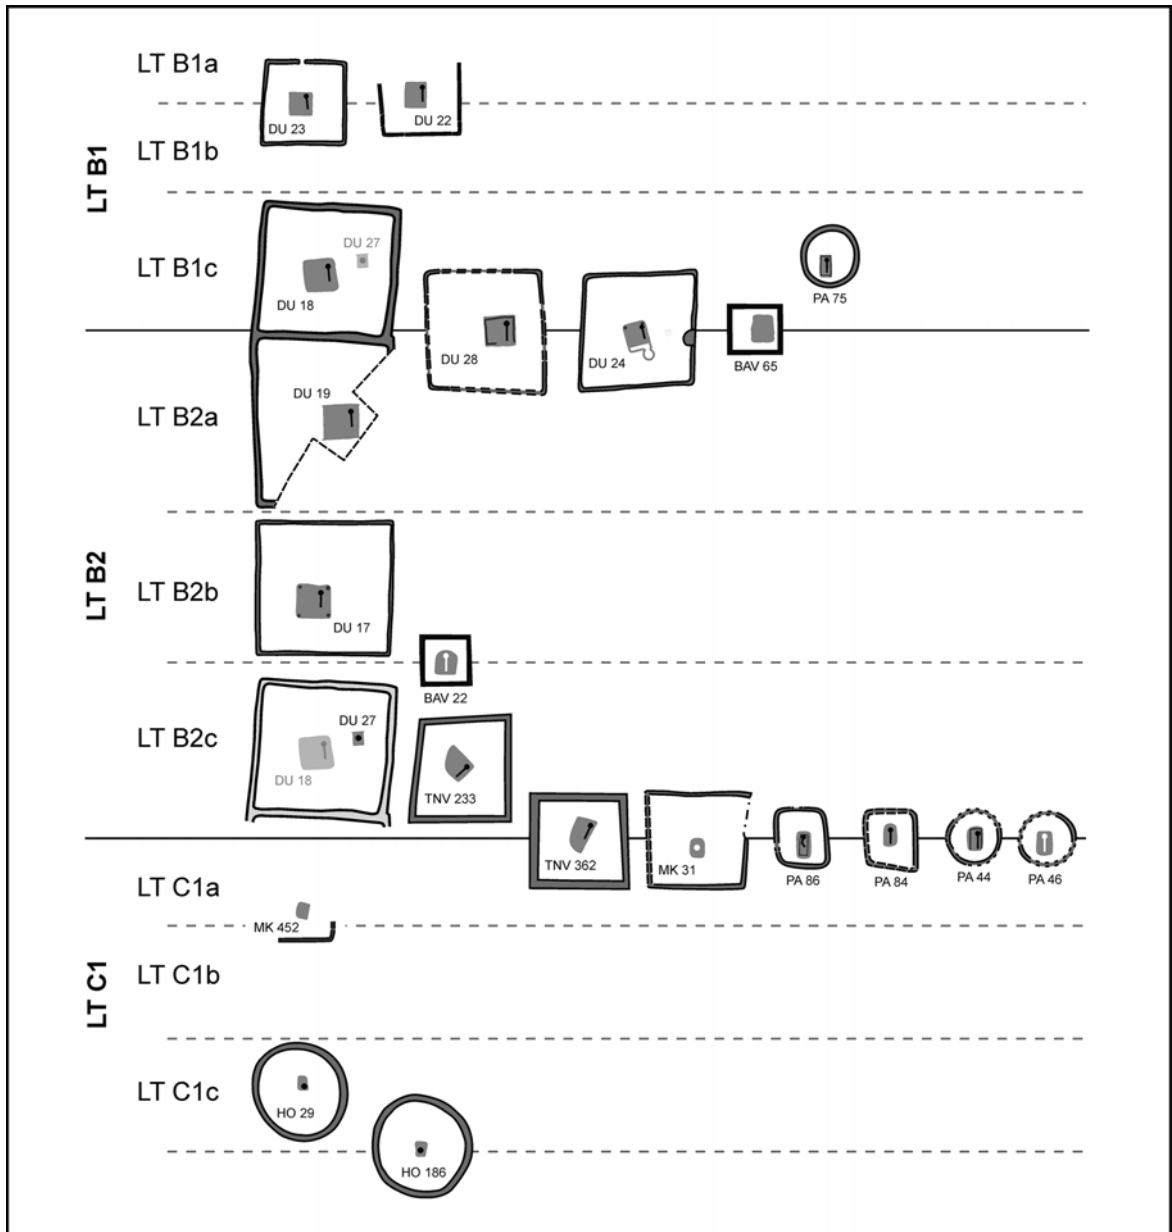 LT B1a
DU 23
DU 22
LT B1b
LT B1
DU 27
LT B1c
DU 18
PA 75
DU 28
DU 24
BAV 65
DU 19
LT B2a
LT B2
LT B2b
DU 17
BAV 22
DU 27
LT B2c
DU 18
TNV 233
TNV 362
MK 31
PA 86
PA 84
PA 44
PA 46
LT C1a
MK 452
LT C1b
LT C1
LT C1c
HO 29
HO 186